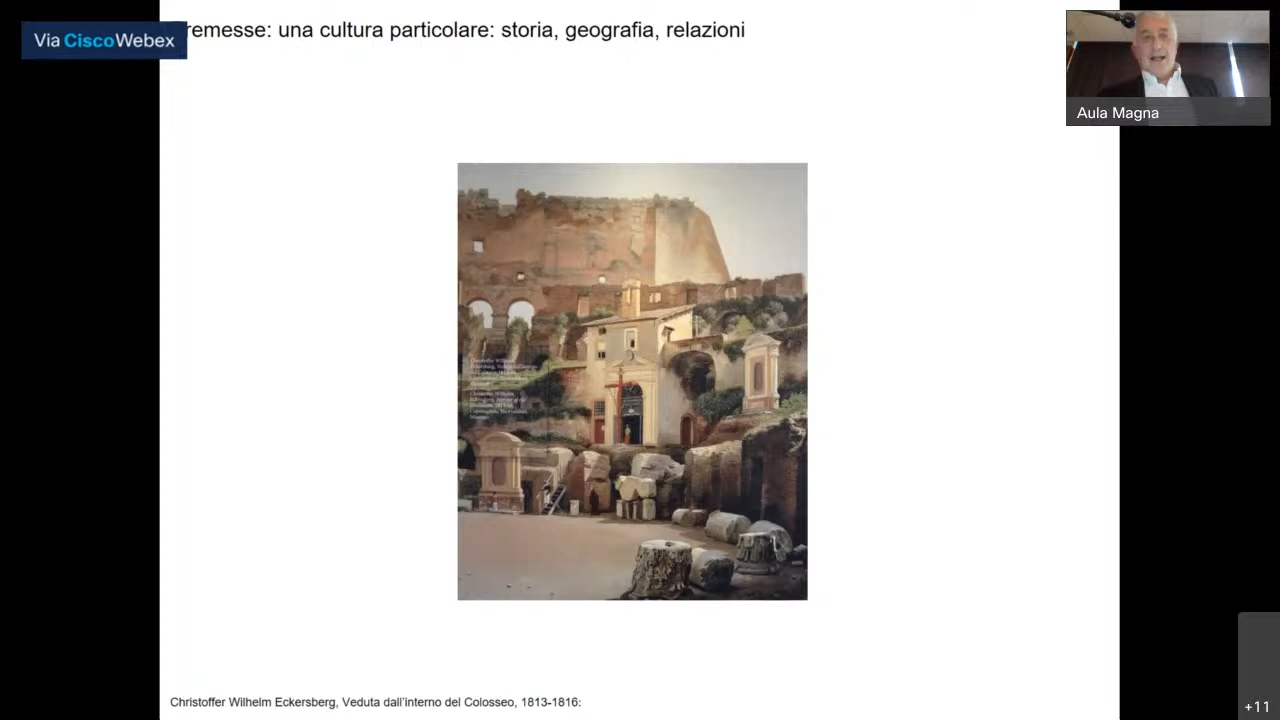 Via CiscoWebex
remesse: una cultura particolare: storia, geografia, relazioni
Aula Magna
Christoffer Wilhelm Eckersberg, Veduta dall'interno del Colosseo, 1813-1816:
+11